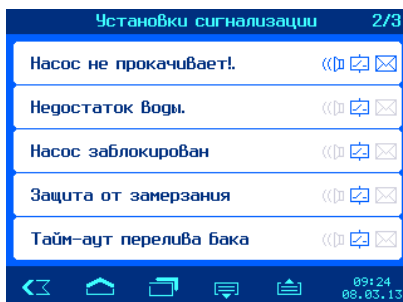 Установки сигнализации 2/3
Насос не прокачивает!.
Недостаток воды.
Насос заблокирован
Защита от замерзания
Тайм-аут перелива бака
09:24
08.03.13